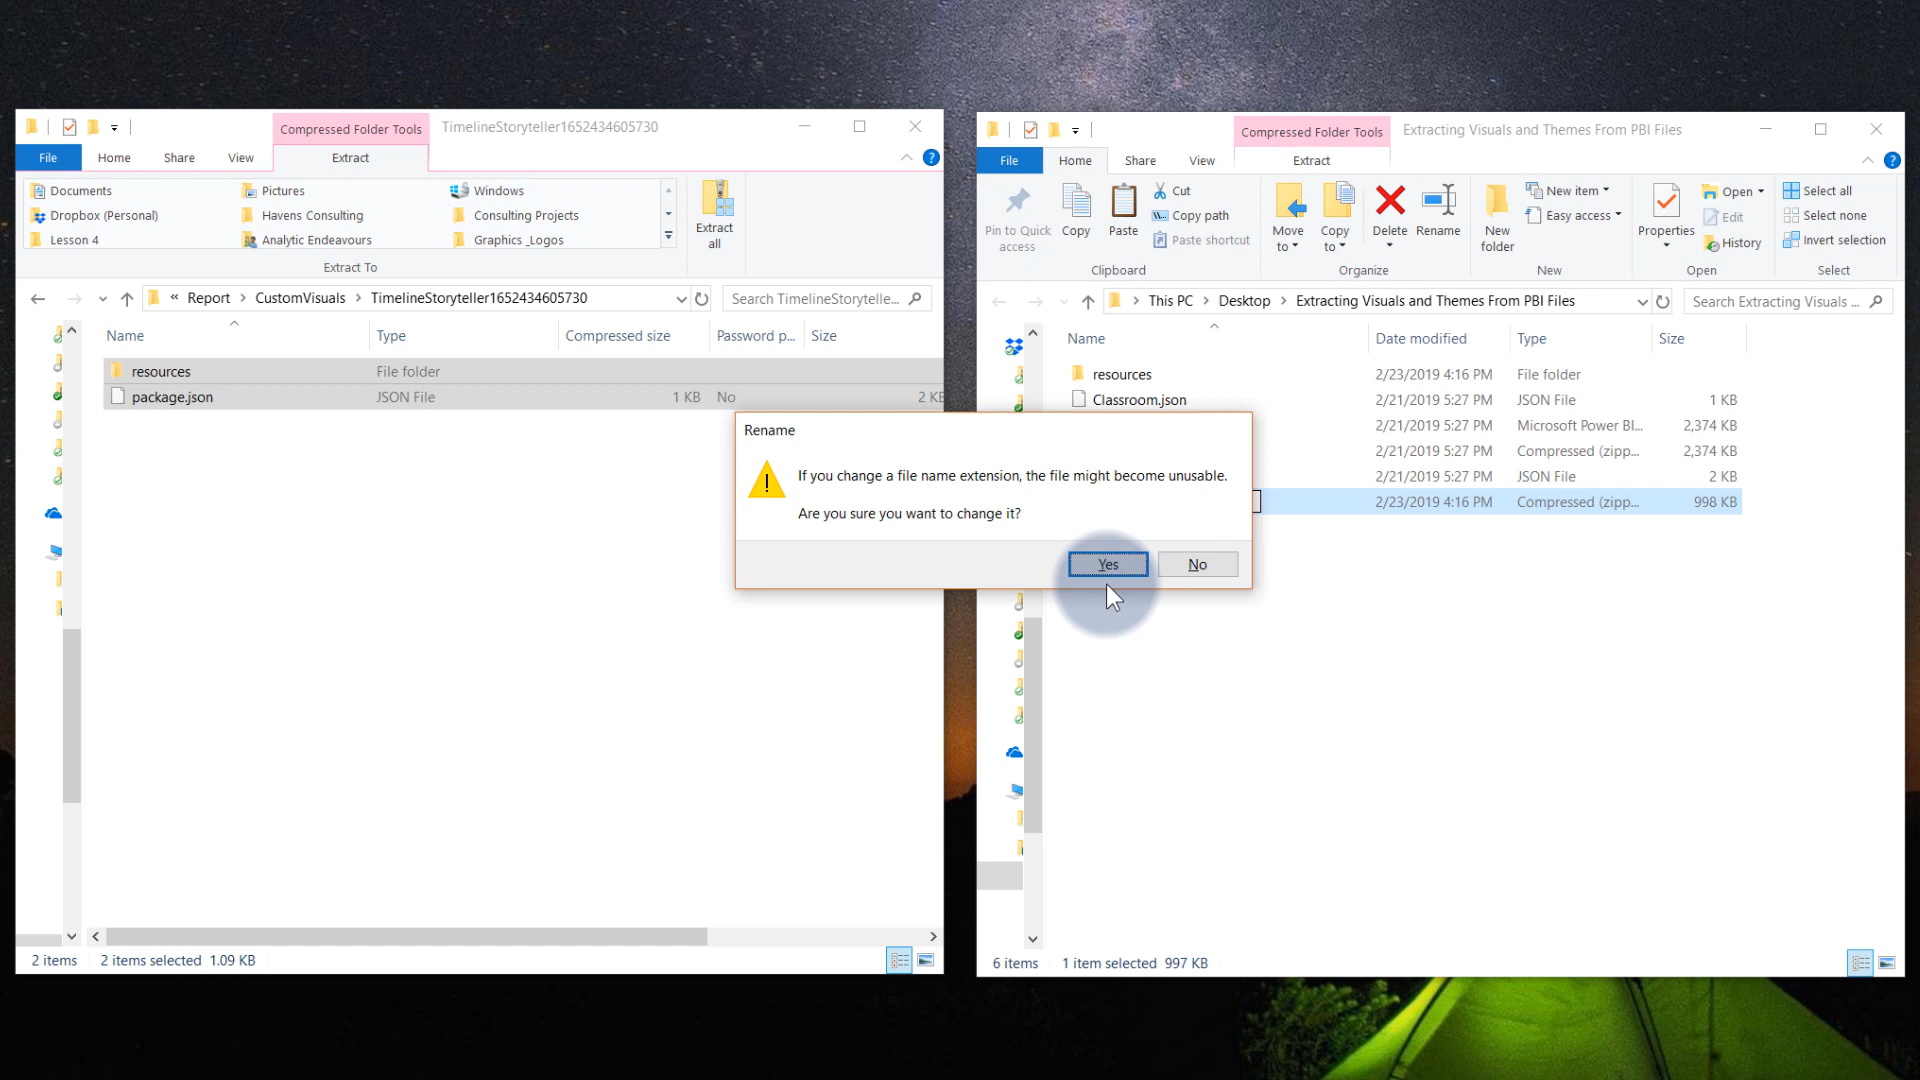 Compressed Folder Tools
TimelineStoryteller1652434605730
File
Home
Share
View
Extract
Documents
Pictures
Windows
Dropbox (Personal)
Havens Consulting
Consulting Projects
Lesson 4
Analytic Endeavours
Graphics _Logos
Extract all
Extract To
« Report > CustomVisuals > TimelineStoryteller1652434605730
Search TimelineStorytelle...
Name
Type
Compressed size
Password p...
Size
resources
File folder
package.json
JSON File
1 KB
No
2 KB
2 items
2 items selected 1.09 KB
Compressed Folder Tools
Extracting Visuals and Themes From PBI Files
File
Home
Share
View
Extract
Pin to Quick access
Copy
Paste
Cut
Copy path
Paste shortcut
Clipboard
Move to
Copy to
Delete
Rename
Organize
New folder
New item
Easy access
New
Properties
Open
Edit
History
Open
Select all
Select none
Invert selection
Select
> This PC > Desktop > Extracting Visuals and Themes From PBI Files
Search Extracting Visuals ...
Name
Date modified
Type
Size
resources
2/23/2019 4:16 PM
File folder
Classroom.json
2/21/2019 5:27 PM
JSON File
1 KB
2/21/2019 5:27 PM
Microsoft Power BI...
2,374 KB
2/21/2019 5:27 PM
Compressed (zipp...
2,374 KB
2/21/2019 5:27 PM
JSON File
2 KB
2/23/2019 4:16 PM
Compressed (zipp...
998 KB
6 items
1 item selected 997 KB
Rename
If you change a file name extension, the file might become unusable.
Are you sure you want to change it?
Yes
No